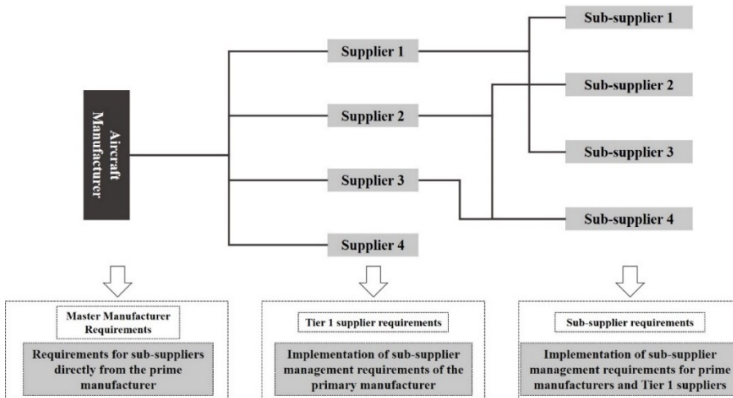 Aircraft
Manufacturer
Supplier 1
Supplier 2
Supplier 3
Supplier 4
Sub-supplier 1
Sub-supplier 2
Sub-supplier 3
Sub-supplier 4
Master Manufacturer
Requirements
Requirements for sub-suppliers
directly from the prime
manufacturer
Tier 1 supplier requirements
Implementation of sub-supplier
management requirements of the
primary manufacturer
Sub-supplier requirements
Implementation of sub-supplier
management requirements for prime
manufacturers and Tier 1 suppliers